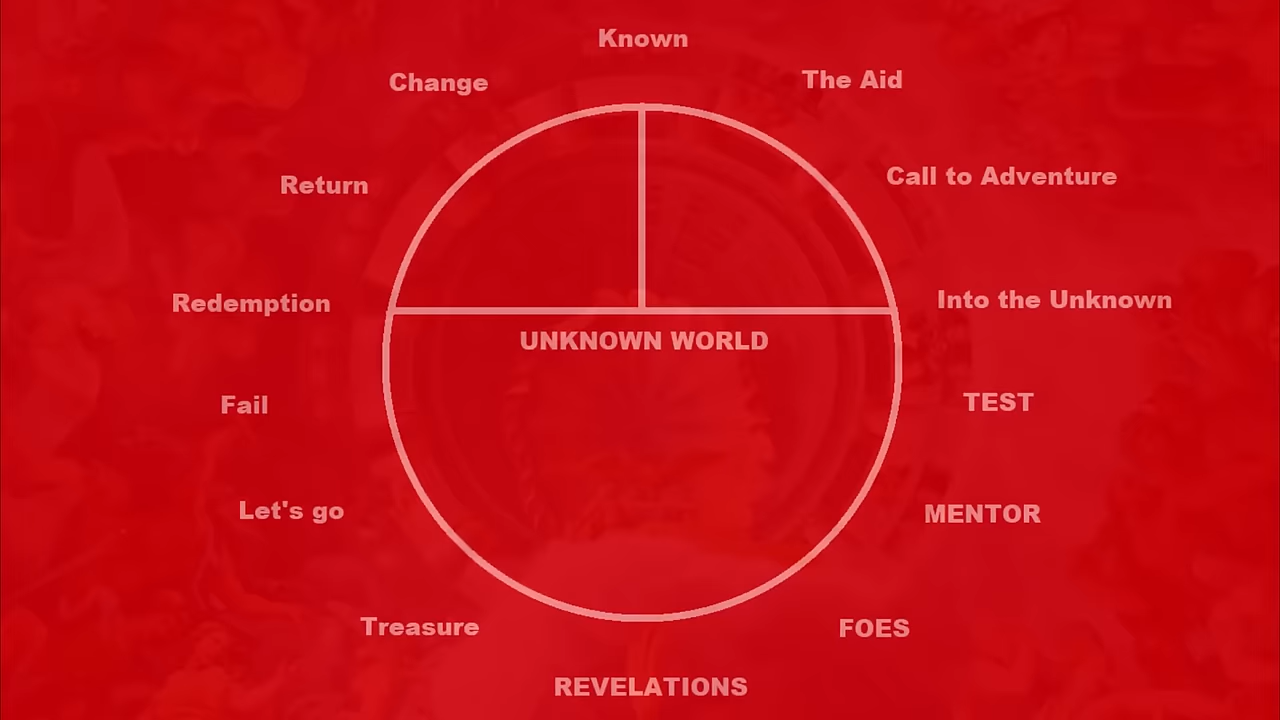 Known
Change
The Aid
Call to Adventure
Return
Into the Unknown
Redemption
UNKNOWN WORLD
TEST
Fail
Let's go
MENTOR
Treasure
FOES
REVELATIONS